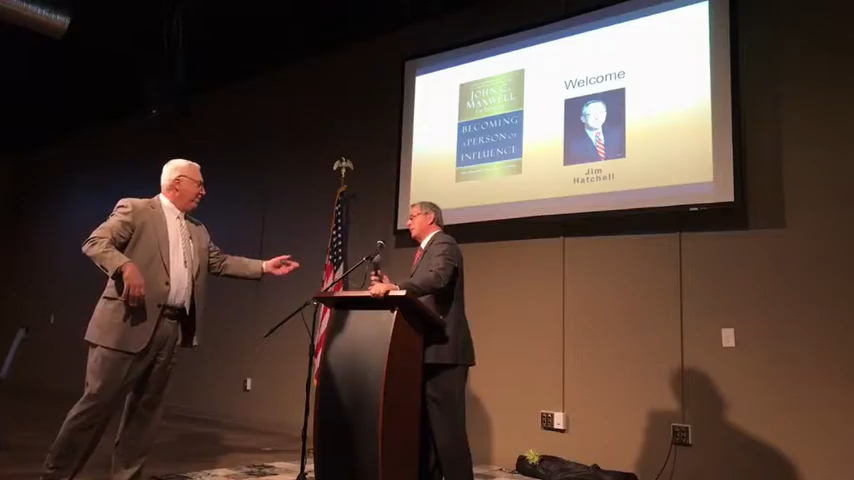 JOHN C.
MAXWELL
BECOMING
A PERSON OF
INFLUENCE
Welcome
Jim
Hatchell